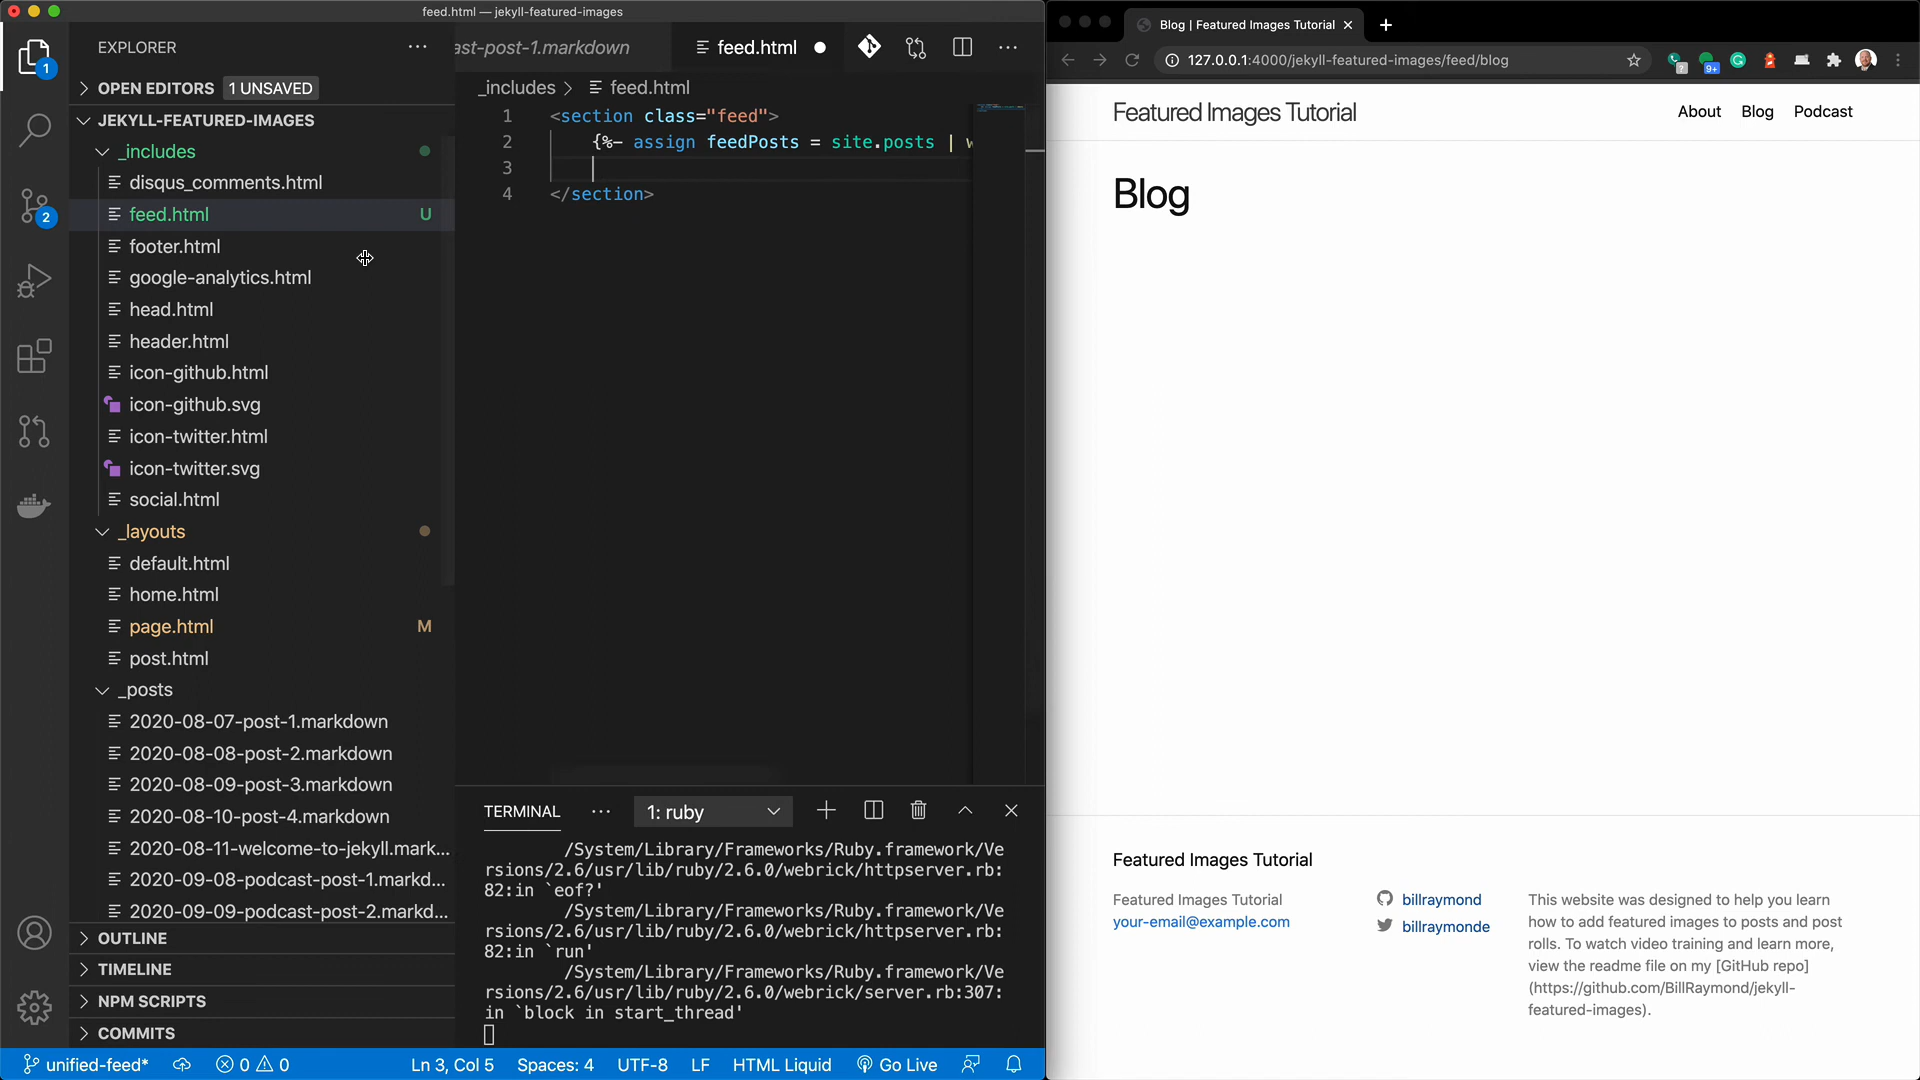 feed.html — jekyll-featured-images
EXPLORER
OPEN EDITORS 1 UNSAVED
JEKYLL-FEATURED-IMAGES
_includes
disqus_comments.html
feed.html U
footer.html
google-analytics.html
head.html
header.html
icon-github.html
icon-github.svg
icon-twitter.html
icon-twitter.svg
social.html
_layouts
default.html
home.html
page.html M
post.html
_posts
2020-08-07-post-1.markdown
2020-08-08-post-2.markdown
2020-08-09-post-3.markdown
2020-08-10-post-4.markdown
2020-08-11-welcome-to-jekyll.mark...
2020-09-08-podcast-post-1.markd...
2020-09-09-podcast-post-2.markd...
OUTLINE
TIMELINE
NPM SCRIPTS
COMMITS
1
2
ast-post-1.markdown
feed.html
_includes > feed.html
1 <section class="feed">
2 {%- assign feedPosts = site.posts | w
3
4 </section>
TERMINAL
1: ruby
/System/Library/Frameworks/Ruby.framework/Ve
rsions/2.6/usr/lib/ruby/2.6.0/webrick/httpserver.rb:
82:in `eof?'
/System/Library/Frameworks/Ruby.framework/Ve
rsions/2.6/usr/lib/ruby/2.6.0/webrick/httpserver.rb:
82:in `run'
/System/Library/Frameworks/Ruby.framework/Ve
rsions/2.6/usr/lib/ruby/2.6.0/webrick/server.rb:307:
in `block in start_thread'
unified-feed* 0 0 Ln 3, Col 5 Spaces: 4 UTF-8 LF HTML Liquid Go Live
Blog | Featured Images Tutorial
127.0.0.1:4000/jekyll-featured-images/feed/blog
?
9+
Featured Images Tutorial
About Blog Podcast
Blog
Featured Images Tutorial
Featured Images Tutorial
your-email@example.com
billraymond
billraymonde
This website was designed to help you learn
how to add featured images to posts and post
rolls. To watch video training and learn more,
view the readme file on my [GitHub repo]
(https://github.com/BillRaymond/jekyll-
featured-images).